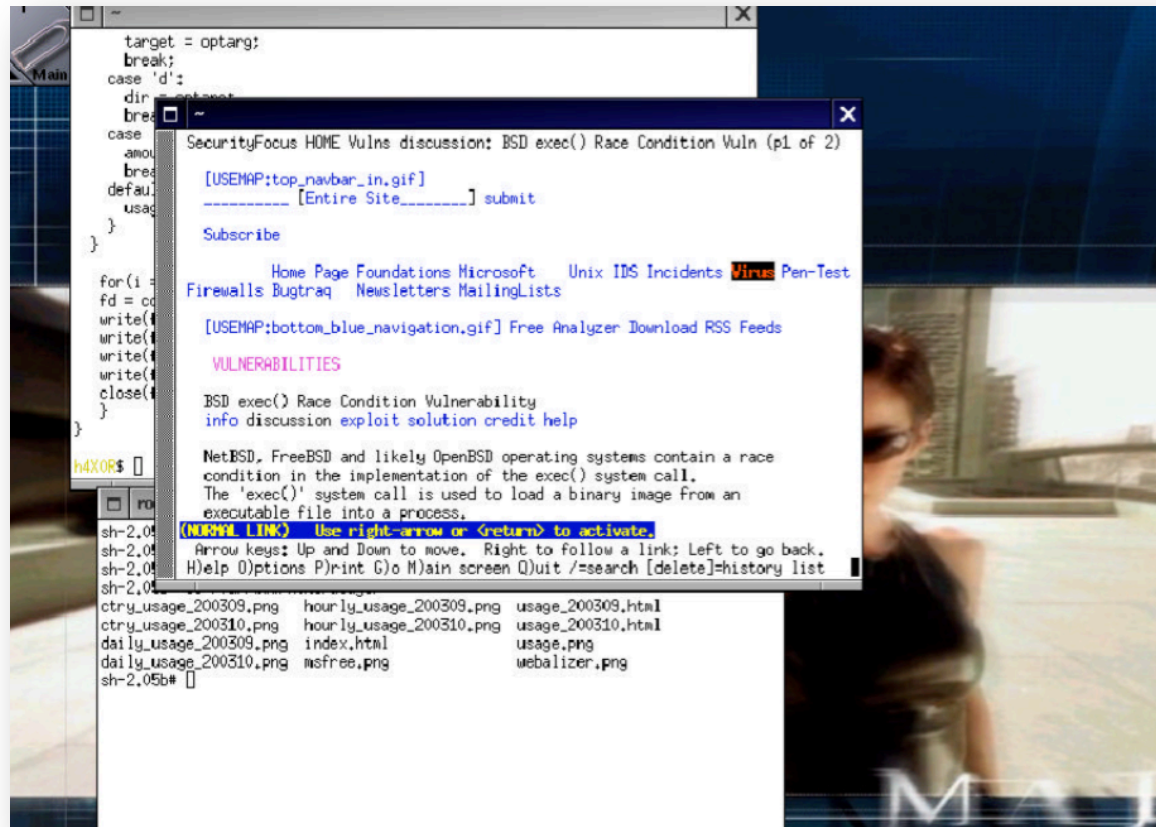 Main
~
target = optarg;
break;
case 'd':
dir = optarg;
brea
case
amou
brea
defaul
usag
}
}
for(i =
fd = co
write(f
write(f
write(f
write(f
close(f
}
}
h4X0R$
~
SecurityFocus HOME Vulns discussion: BSD exec() Race Condition Vuln (p1 of 2)
[USEMAP:top_navbar_in.gif]
__________ [Entire Site________] submit
Subscribe
Home Page Foundations Microsoft Unix IDS Incidents Virus Pen-Test
Firewalls Bugtraq Newsletters MailingLists
[USEMAP:bottom_blue_navigation.gif] Free Analyzer Download RSS Feeds
VULNERABILITIES
BSD exec() Race Condition Vulnerability
info discussion exploit solution credit help
NetBSD, FreeBSD and likely OpenBSD operating systems contain a race
condition in the implementation of the exec() system call.
The 'exec()' system call is used to load a binary image from an
executable file into a process.
(NORMAL LINK) Use right-arrow or <return> to activate.
Arrow keys: Up and Down to move. Right to follow a link; Left to go back.
H)elp O)ptions P)rint G)o M)ain screen Q)uit /=search [delete]=history list
ro
sh-2.05
sh-2.05
sh-2.05
ctry_usage_200309.png hourly_usage_200309.png usage_200309.html
ctry_usage_200310.png hourly_usage_200310.png usage_200310.html
daily_usage_200309.png index.html usage.png
daily_usage_200310.png msfree.png webalizer.png
sh-2.05b#
MAJ